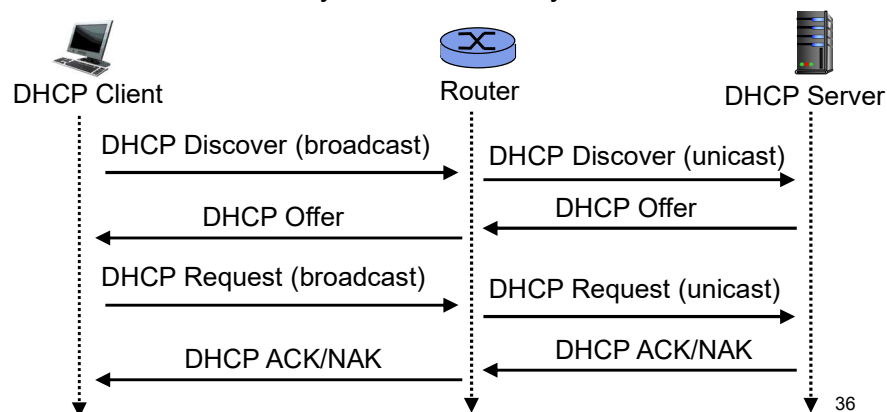 DHCP Client
Router
DHCP Server
DHCP Discover (broadcast)
DHCP Discover (unicast)
DHCP Offer
DHCP Offer
DHCP Request (broadcast)
DHCP Request (unicast)
DHCP ACK/NAK
DHCP ACK/NAK
36